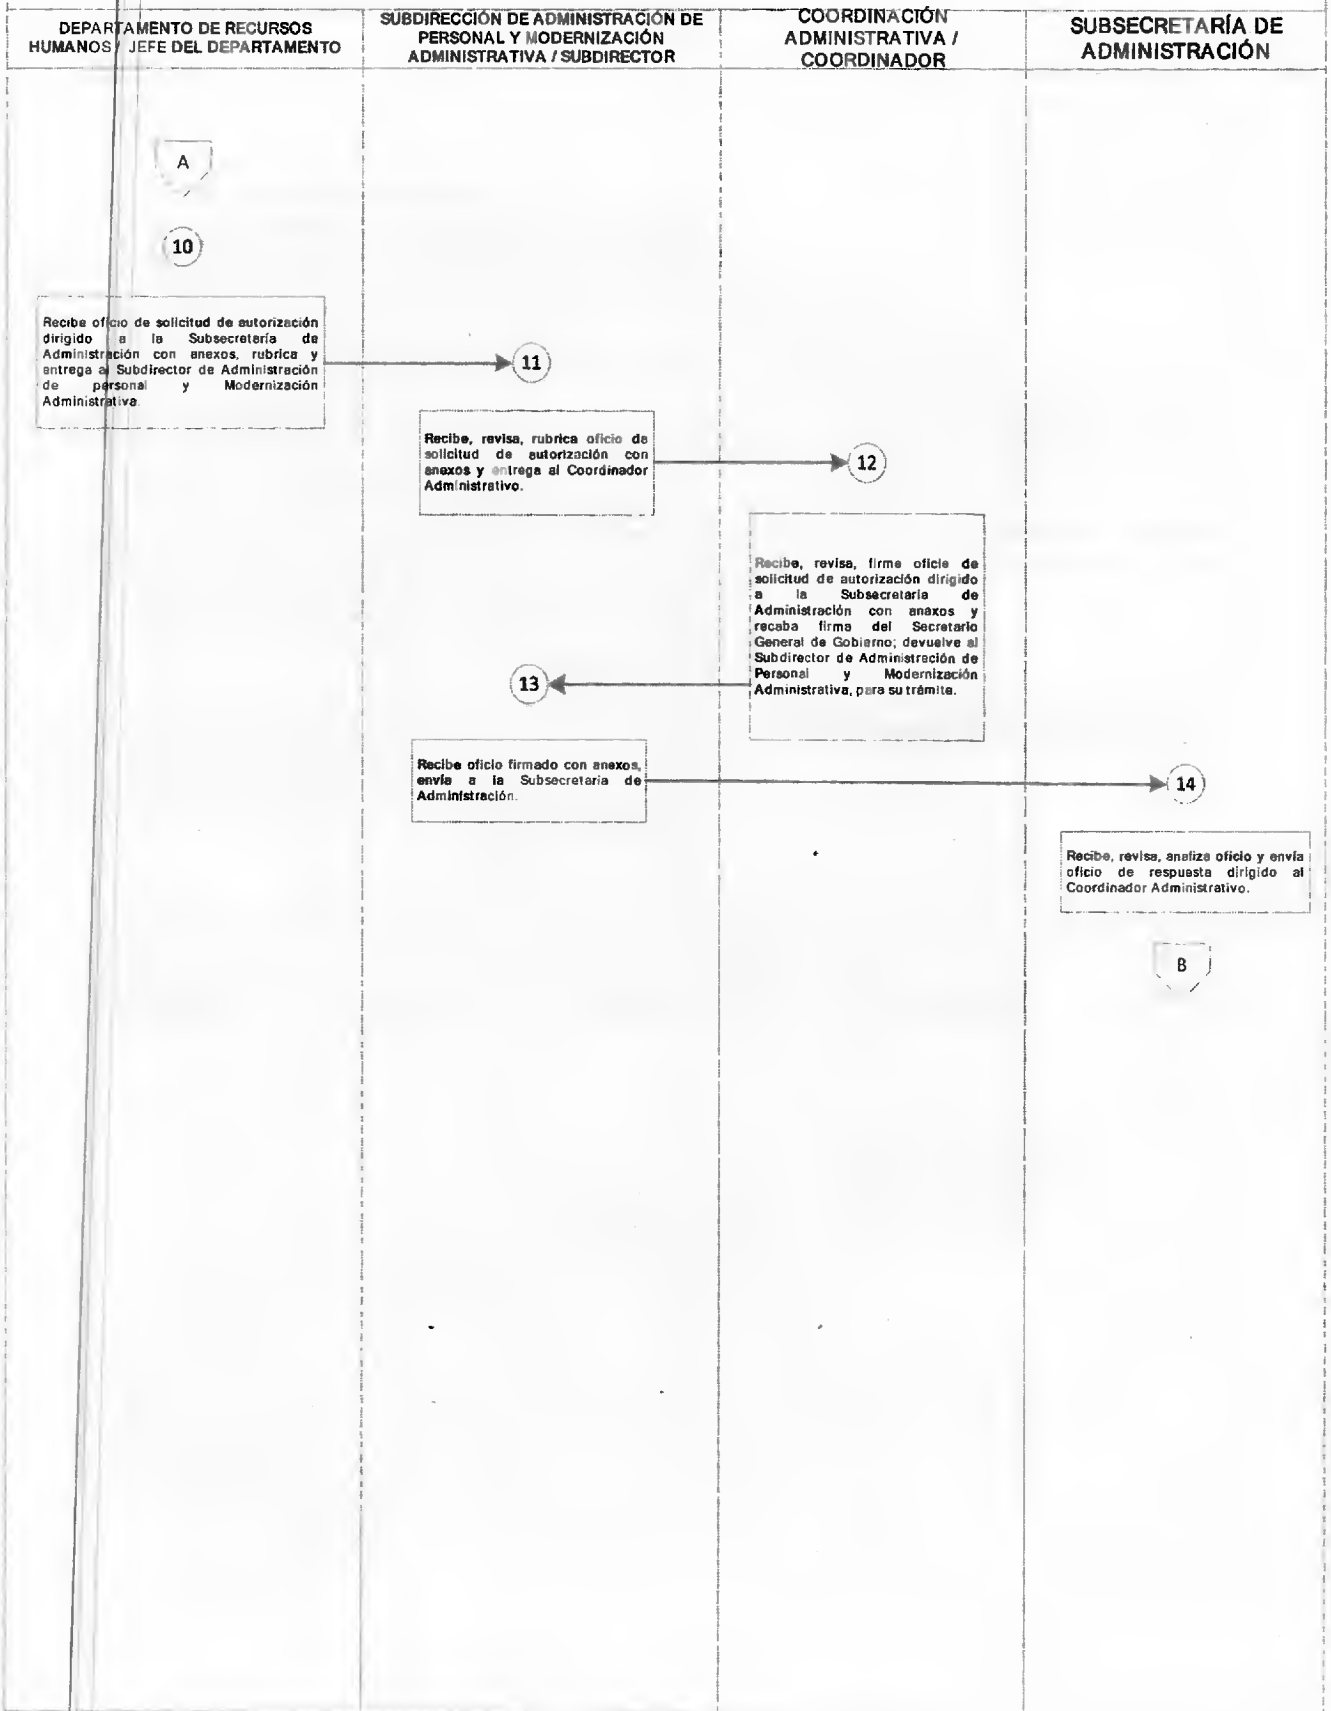 DEPARTAMENTO DE RECURSOS
HUMANOS / JEFE DEL DEPARTAMENTO
SUBDIRECCIÓN DE ADMINISTRACIÓN DE
PERSONAL Y MODERNIZACIÓN
ADMINISTRATIVA / SUBDIRECTOR
COORDINACIÓN
ADMINISTRATIVA /
COORDINADOR
SUBSECRETARÍA DE
ADMINISTRACIÓN
A
10
Recibe oficio de solicitud de autorización
dirigido a la Subsecretaría de
Administración con anexos, rubrica y
entrega al Subdirector de Administración
de personal y Modernización
Administrativa.
11
Recibe, revisa, rubrica oficio de
solicitud de autorización con
anexos y entrega al Coordinador
Administrativo.
12
Recibe, revisa, firma oficio de
solicitud de autorización dirigido
a la Subsecretaría de
Administración con anexos y
recaba firma del Secretario
General de Gobierno; devuelve al
Subdirector de Administración de
Personal y Modernización
Administrativa, para su trámite.
13
Recibe oficio firmado con anexos,
envía a la Subsecretaría de
Administración.
14
Recibe, revisa, analiza oficio y envía
oficio de respuesta dirigido al
Coordinador Administrativo.
B